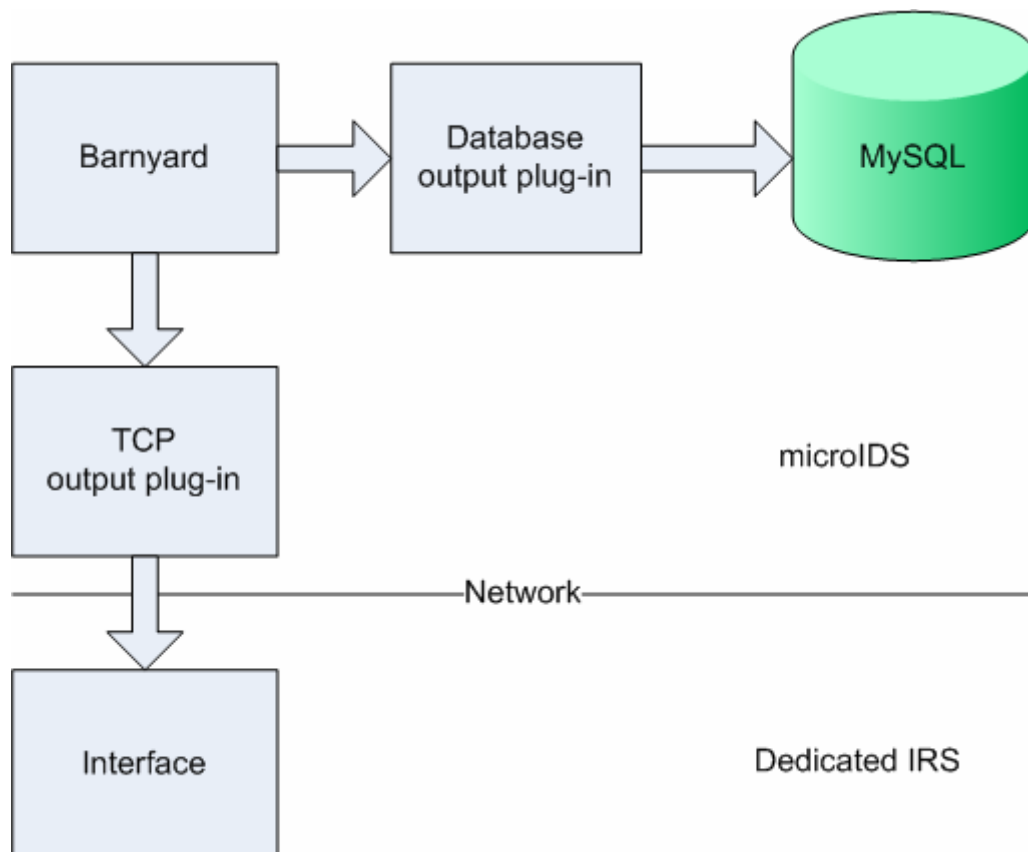 Barnyard
Database
output plug-in
MySQL
TCP
output plug-in
microIDS
Network
Interface
Dedicated IRS